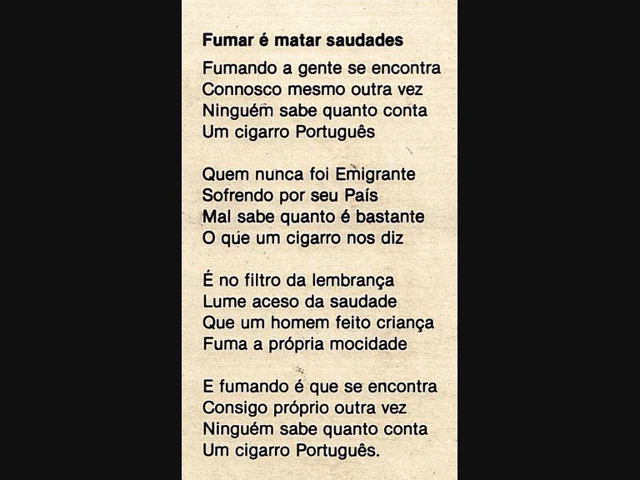 Fumar é matar saudades
Fumando a gente se encontra
Connosco mesmo outra vez
Ninguém sabe quanto conta
Um cigarro Português
Quem nunca foi Emigrante
Sofrendo por seu País
Mal sabe quanto é bastante
O que um cigarro nos diz
É no filtro da lembrança
Lume aceso da saudade
Que um homem feito criança
Fuma a própria mocidade
E fumando é que se encontra
Consigo próprio outra vez
Ninguém sabe quanto conta
Um cigarro Português.